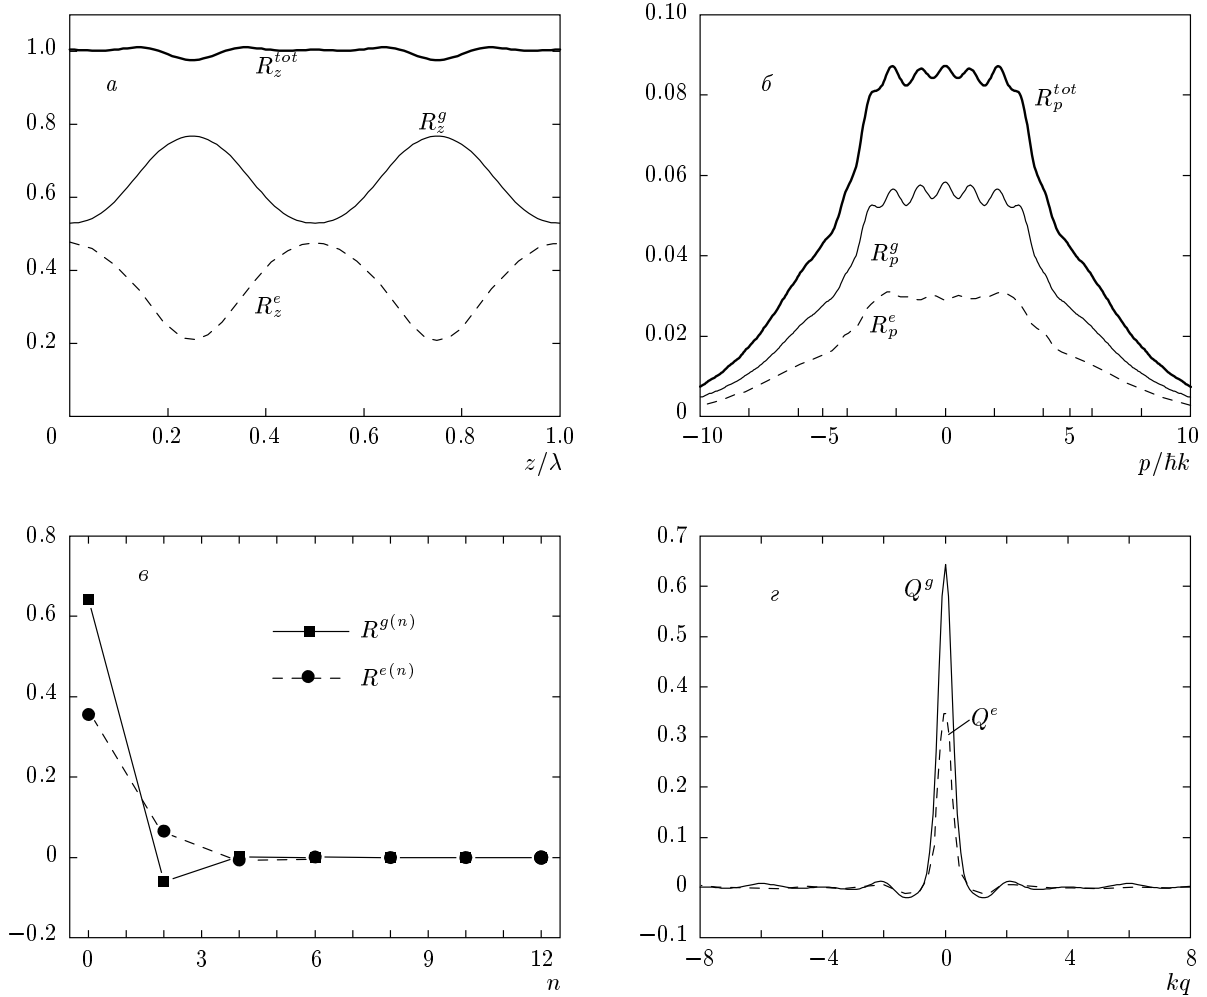 1.0
0.8
0.6
0.4
0.2
0
0.2
0.4
0.6
0.8
1.0
z/λ
а
R_z^{tot}
R_z^g
R_z^e
0.10
0.08
0.06
0.04
0.02
0
−10
−5
0
5
10
p/ħk
б
R_p^{tot}
R_p^g
R_p^e
0.8
0.6
0.4
0.2
0
−0.2
0
3
6
9
12
n
в
R^{g(n)}
R^{e(n)}
0.7
0.6
0.5
0.4
0.3
0.2
0.1
0
−0.1
−8
−4
0
4
8
kq
г
Q^g
Q^e